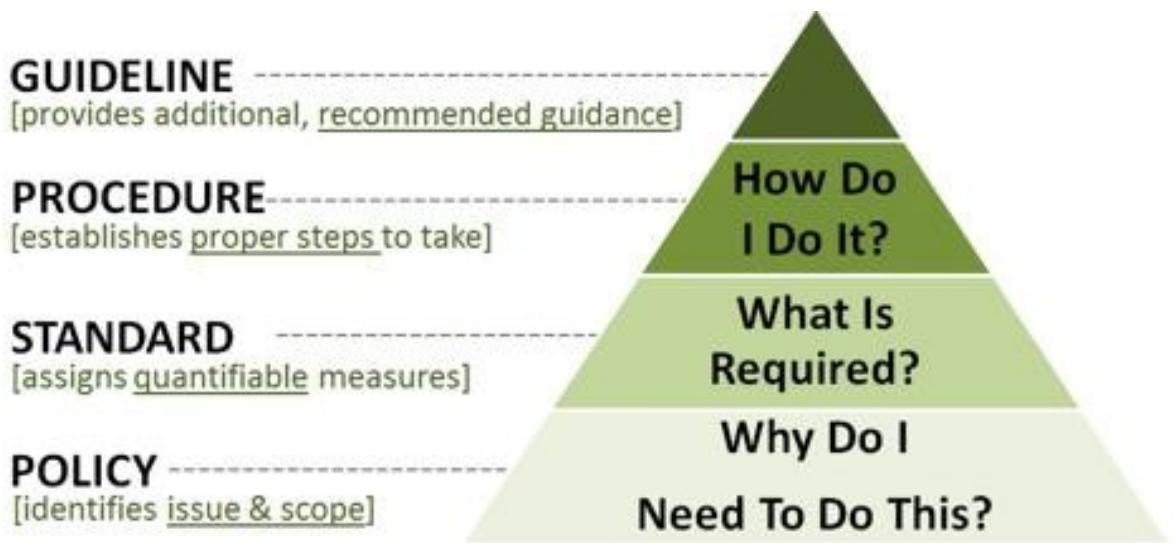 GUIDELINE
[provides additional, recommended guidance]
PROCEDURE
[establishes proper steps to take]
How Do
I Do It?
STANDARD
[assigns quantifiable measures]
What Is
Required?
POLICY
[identifies issue & scope]
Why Do I
Need To Do This?